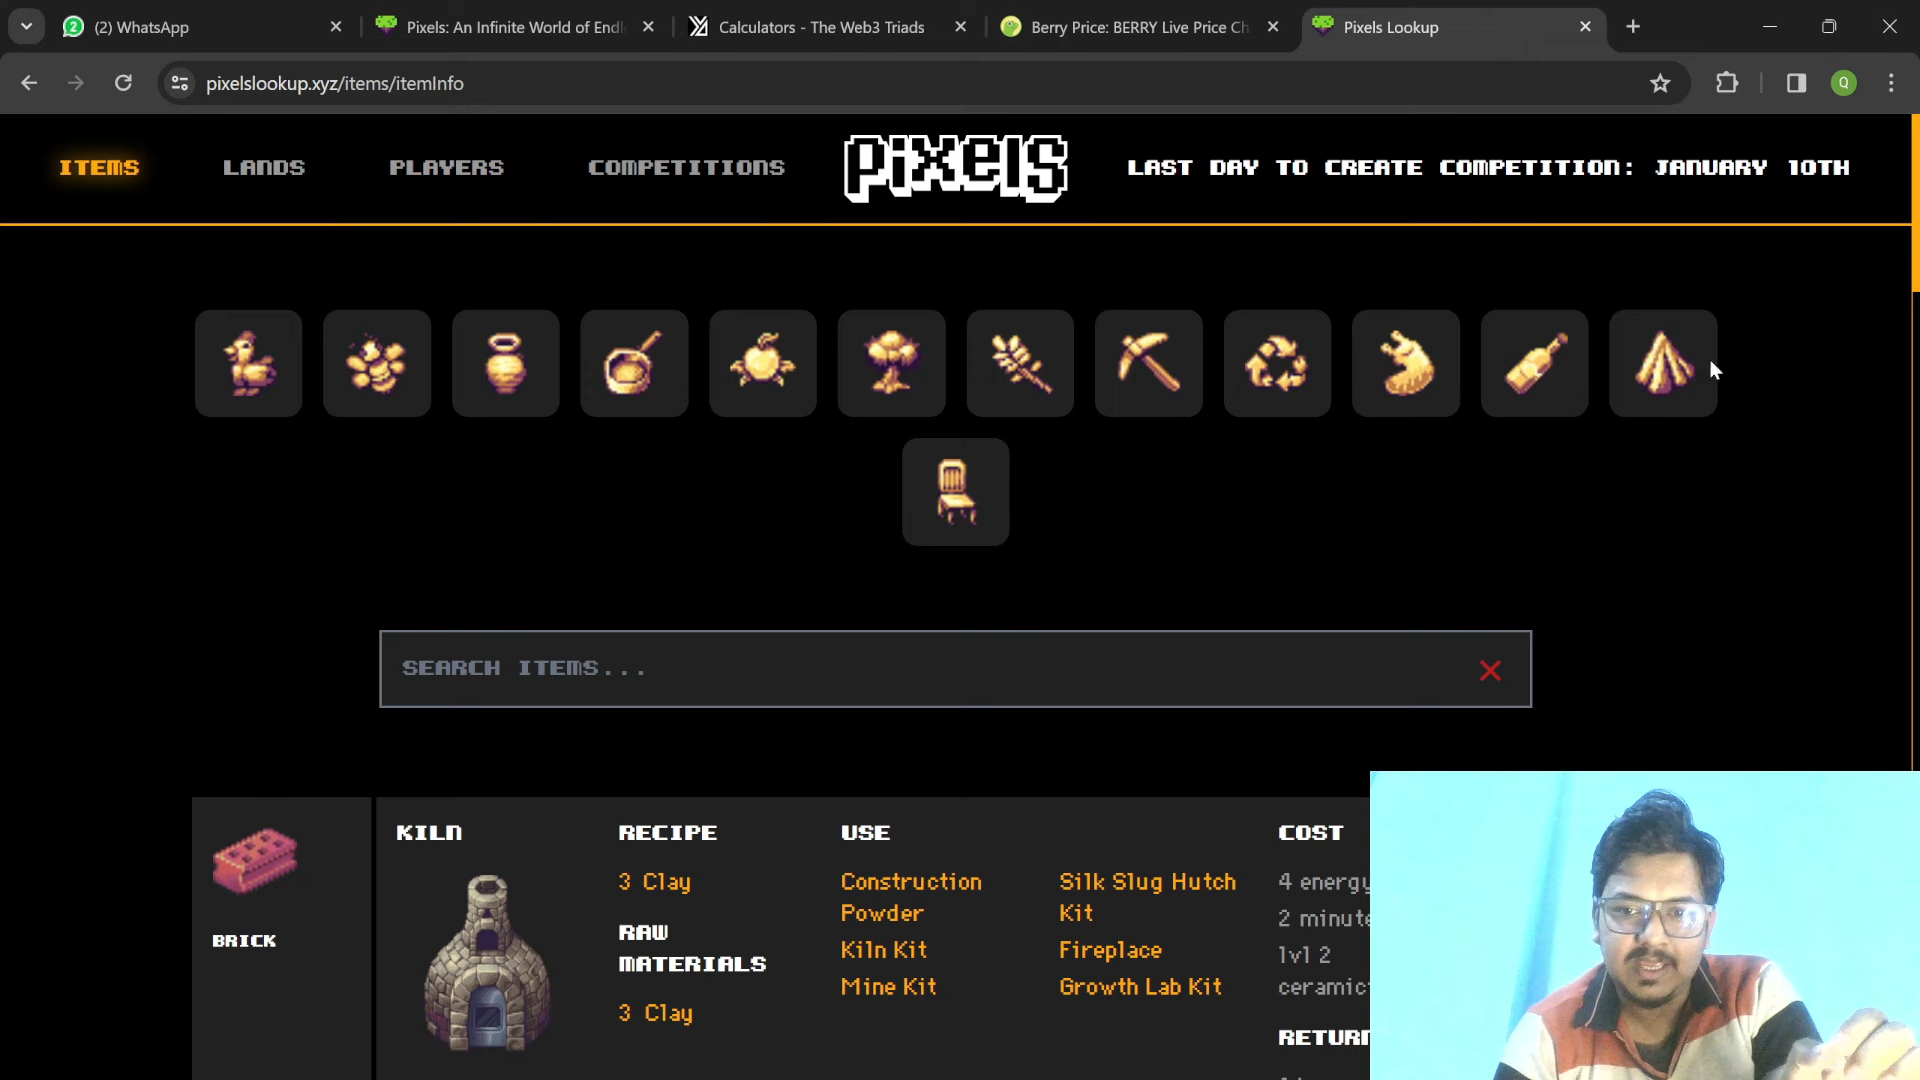 (2) WhatsApp
Pixels: An Infinite World of Endl
Calculators - The Web3 Triads
Berry Price: BERRY Live Price Ch
Pixels Lookup
pixelslookup.xyz/items/itemInfo
Q
ITEMS
LANDS
PLAYERS
COMPETITIONS
pixels
LAST DAY TO CREATE COMPETITION: JANUARY 10TH
SEARCH ITEMS...
BRICK
KILN
RECIPE
3 Clay
RAW
MATERIALS
3 Clay
USE
Construction
Powder
Kiln Kit
Mine Kit
Silk Slug Hutch
Kit
Fireplace
Growth Lab Kit
COST
4 energy
2 minute
lvl 2
ceramic
RETURN